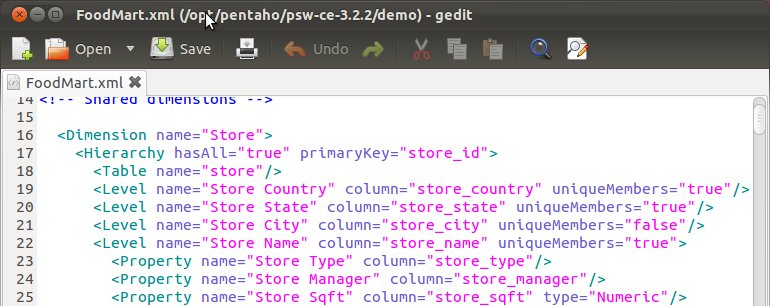 FoodMart.xml (/opt/pentaho/psw-ce-3.2.2/demo) - gedit
Open Save Undo
FoodMart.xml
14 <!-- Shared dimensions -->
15
16 <Dimension name="Store">
17 <Hierarchy hasAll="true" primaryKey="store_id">
18 <Table name="store"/>
19 <Level name="Store Country" column="store_country" uniqueMembers="true"/>
20 <Level name="Store State" column="store_state" uniqueMembers="true"/>
21 <Level name="Store City" column="store_city" uniqueMembers="false"/>
22 <Level name="Store Name" column="store_name" uniqueMembers="true">
23 <Property name="Store Type" column="store_type"/>
24 <Property name="Store Manager" column="store_manager"/>
25 <Property name="Store Sqft" column="store_sqft" type="Numeric"/>